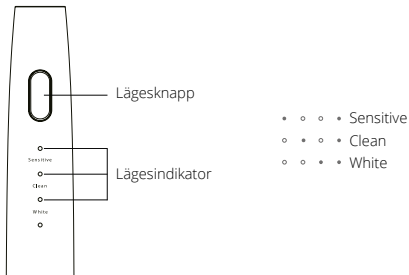 Lägesknapp
Sensitive
Clean
White
Lägesindikator
Sensitive
Clean
White